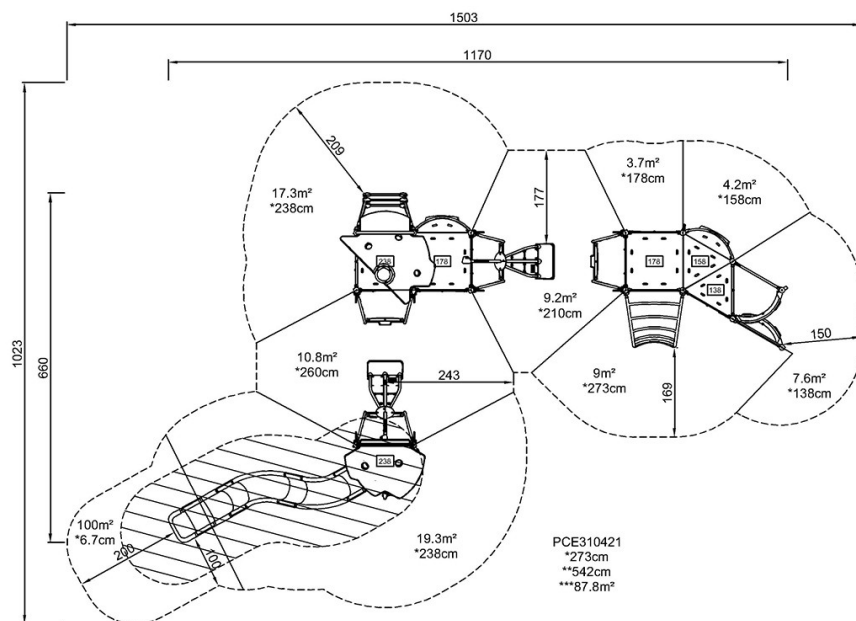 1503
1170
209
17.3m²
*238cm
3.7m²
*178cm
4.2m²
*158cm
177
238
178
178
158
138
9.2m²
*210cm
1023
660
10.8m²
*260cm
243
9m²
*273cm
169
150
7.6m²
*138cm
238
100m²
*6.7cm
200
100
19.3m²
*238cm
PCE310421
*273cm
**542cm
***87.8m²